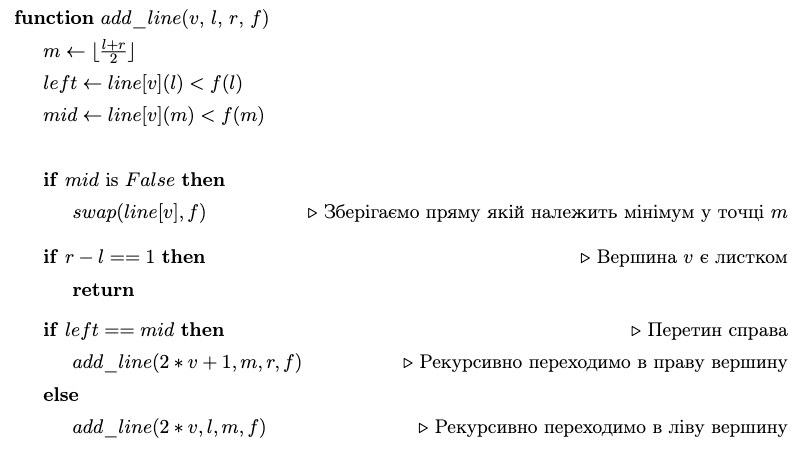 function add_line(v, l, r, f)
m ← ⌊(l+r)/2⌋
left ← line[v](l) < f(l)
mid ← line[v](m) < f(m)
if mid is False then
swap(line[v], f) ▷ Зберігаємо пряму якій належить мінімум у точці m
if r − l == 1 then ▷ Вершина v є листком
return
if left == mid then ▷ Перетин справа
add_line(2 ∗ v + 1, m, r, f) ▷ Рекурсивно переходимо в праву вершину
else
add_line(2 ∗ v, l, m, f) ▷ Рекурсивно переходимо в ліву вершину